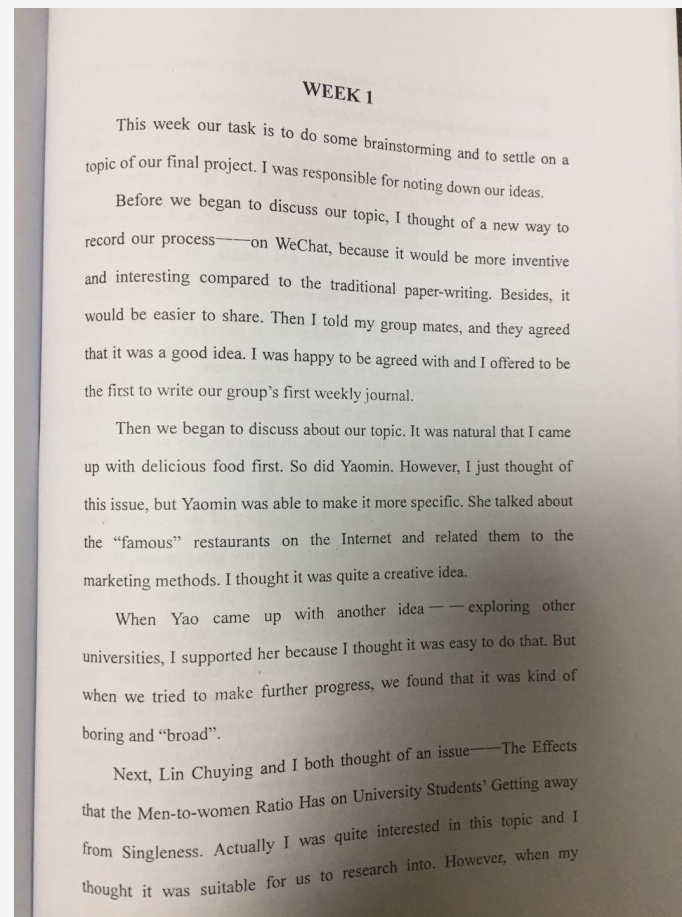 WEEK 1
This week our task is to do some brainstorming and to settle on a
topic of our final project. I was responsible for noting down our ideas.
Before we began to discuss our topic, I thought of a new way to
record our process——on WeChat, because it would be more inventive
and interesting compared to the traditional paper-writing. Besides, it
would be easier to share. Then I told my group mates, and they agreed
that it was a good idea. I was happy to be agreed with and I offered to be
the first to write our group's first weekly journal.
Then we began to discuss about our topic. It was natural that I came
up with delicious food first. So did Yaomin. However, I just thought of
this issue, but Yaomin was able to make it more specific. She talked about
the “famous” restaurants on the Internet and related them to the
marketing methods. I thought it was quite a creative idea.
When Yao came up with another idea — — exploring other
universities, I supported her because I thought it was easy to do that. But
when we tried to make further progress, we found that it was kind of
boring and “broad”.
Next, Lin Chuying and I both thought of an issue——The Effects
that the Men-to-women Ratio Has on University Students' Getting away
from Singleness. Actually I was quite interested in this topic and I
thought it was suitable for us to research into. However, when my